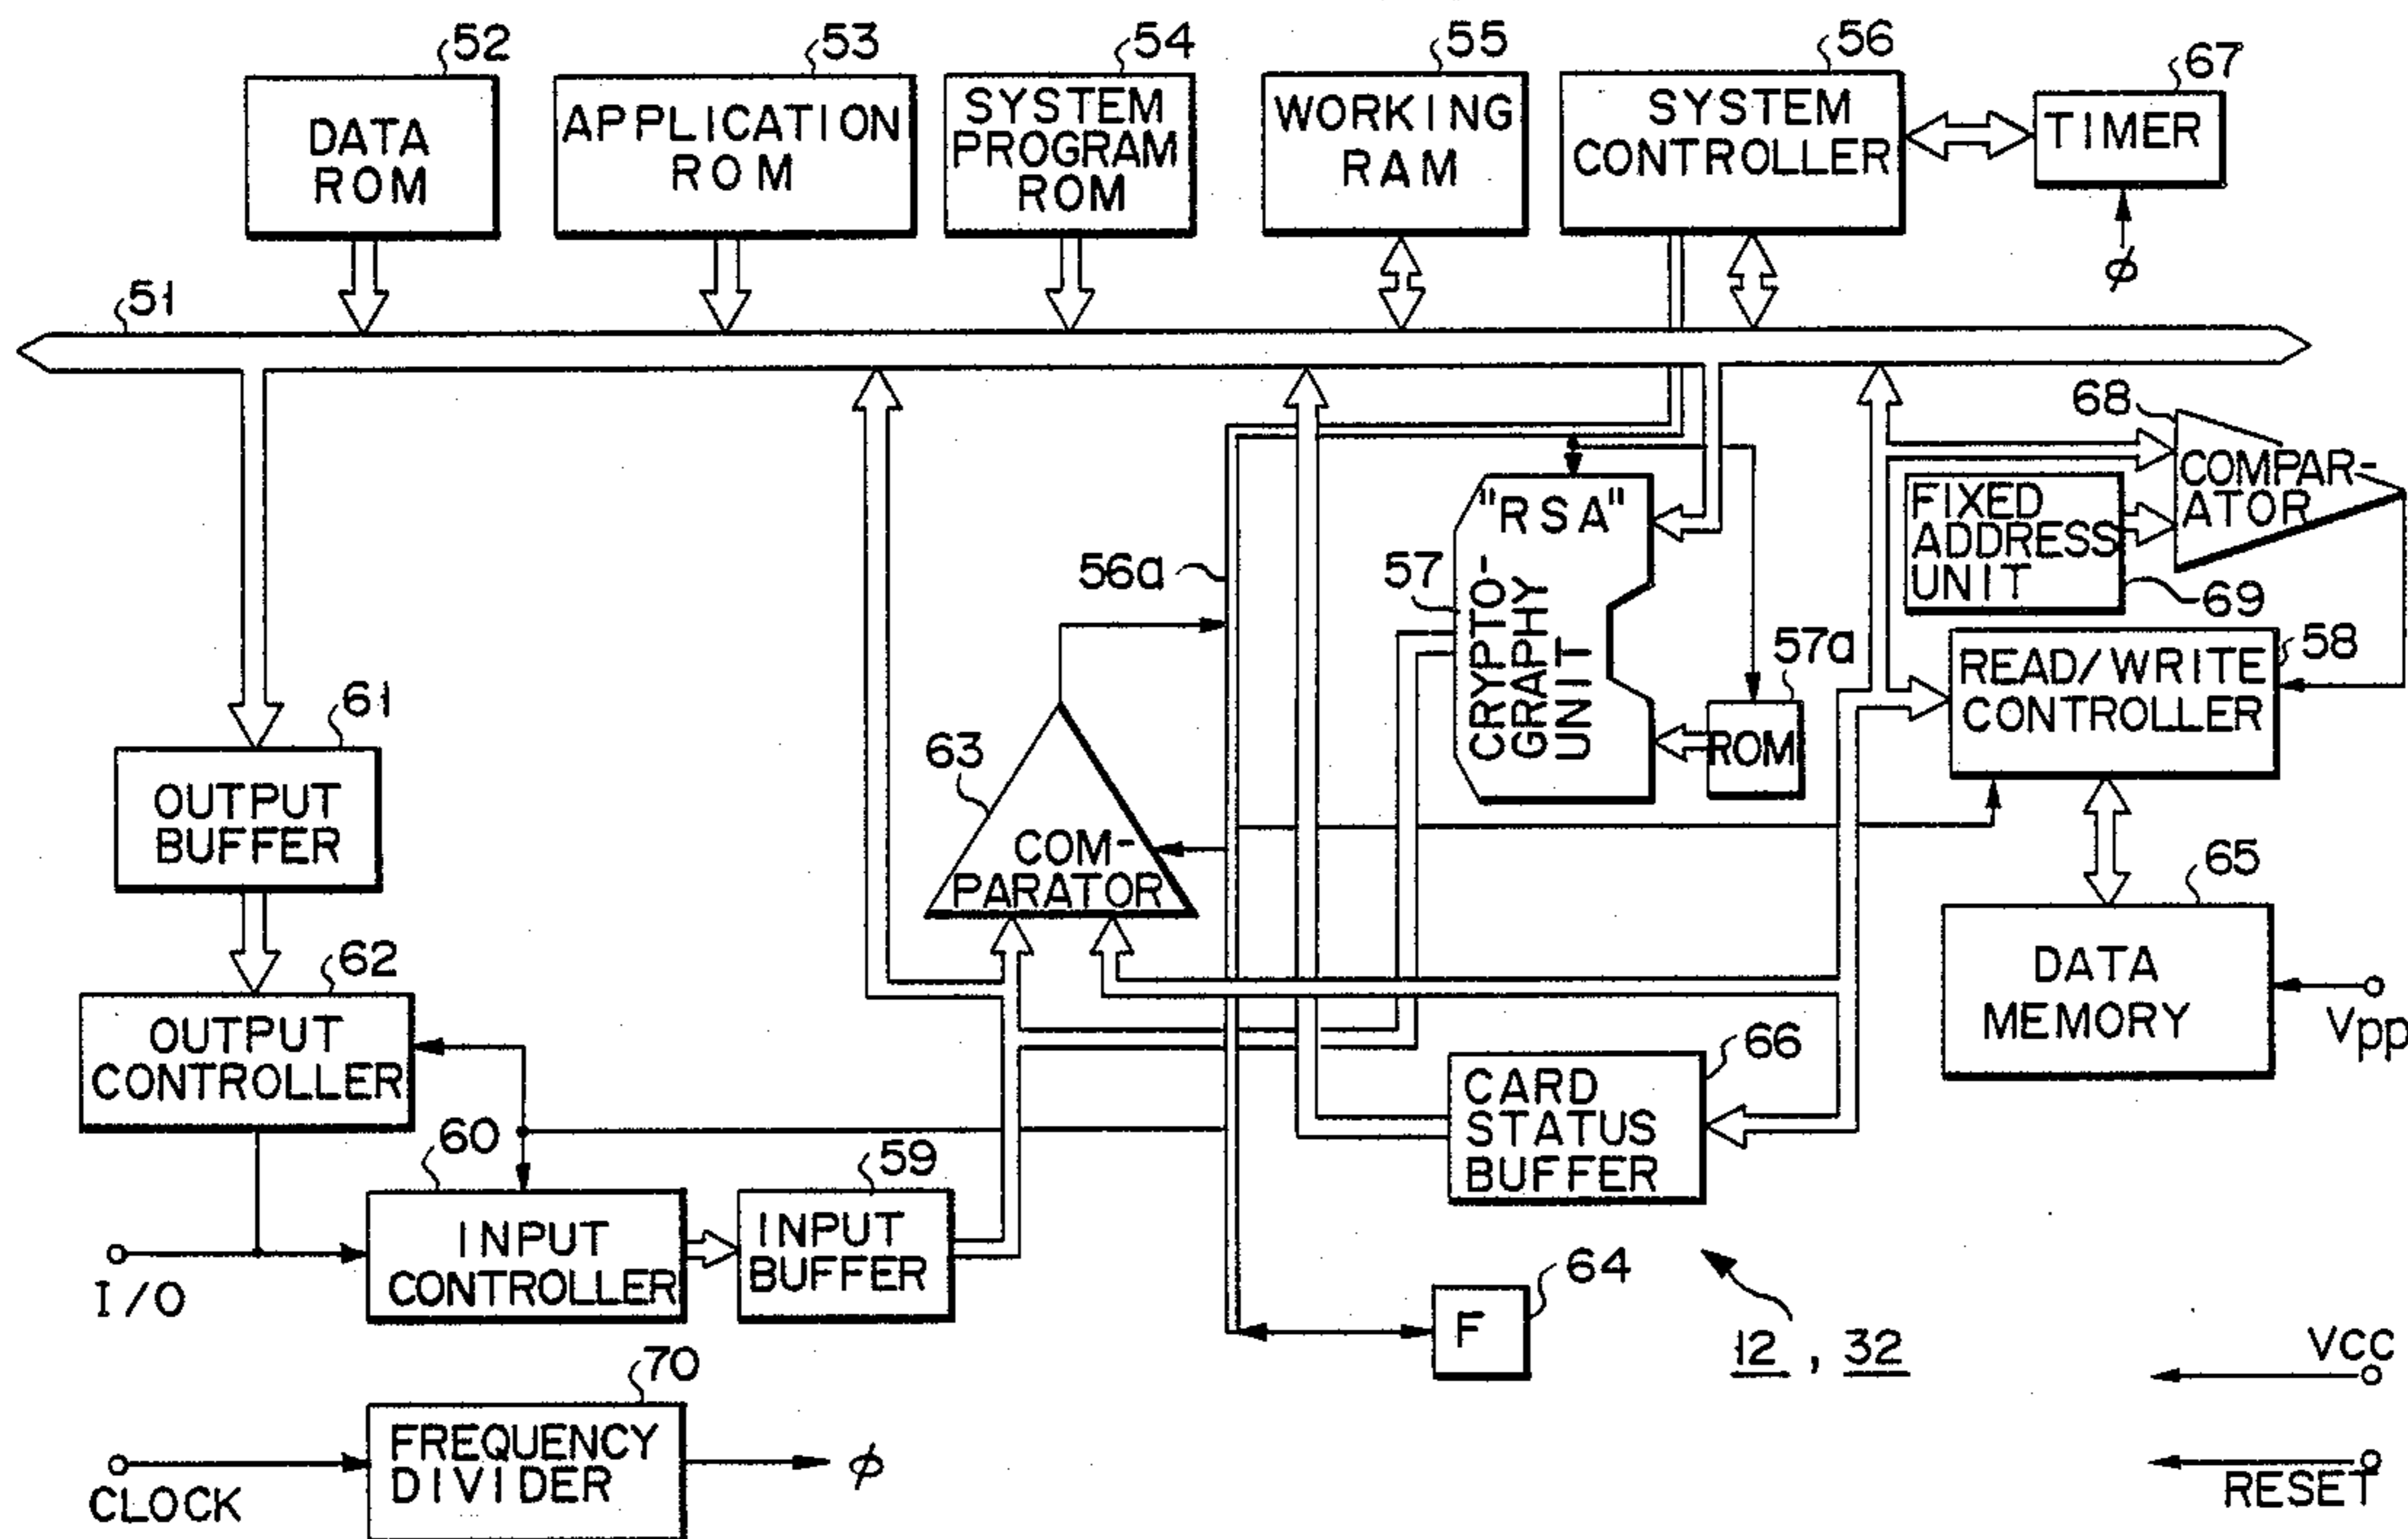 52
DATA
ROM
53
APPLICATION
ROM
54
SYSTEM
PROGRAM
ROM
55
WORKING
RAM
56
SYSTEM
CONTROLLER
67
TIMER
ϕ
51
68
COMPAR-
ATOR
FIXED
ADDRESS
UNIT
69
"RSA"
57
CRYPTO-
GRAPHY
UNIT
56a
57a
ROM
58
READ/WRITE
CONTROLLER
61
OUTPUT
BUFFER
63
COM-
PARATOR
65
DATA
MEMORY
Vpp
62
OUTPUT
CONTROLLER
66
CARD
STATUS
BUFFER
60
INPUT
CONTROLLER
59
INPUT
BUFFER
I/O
64
F
12, 32
VCC
70
FREQUENCY
DIVIDER
ϕ
CLOCK
RESET